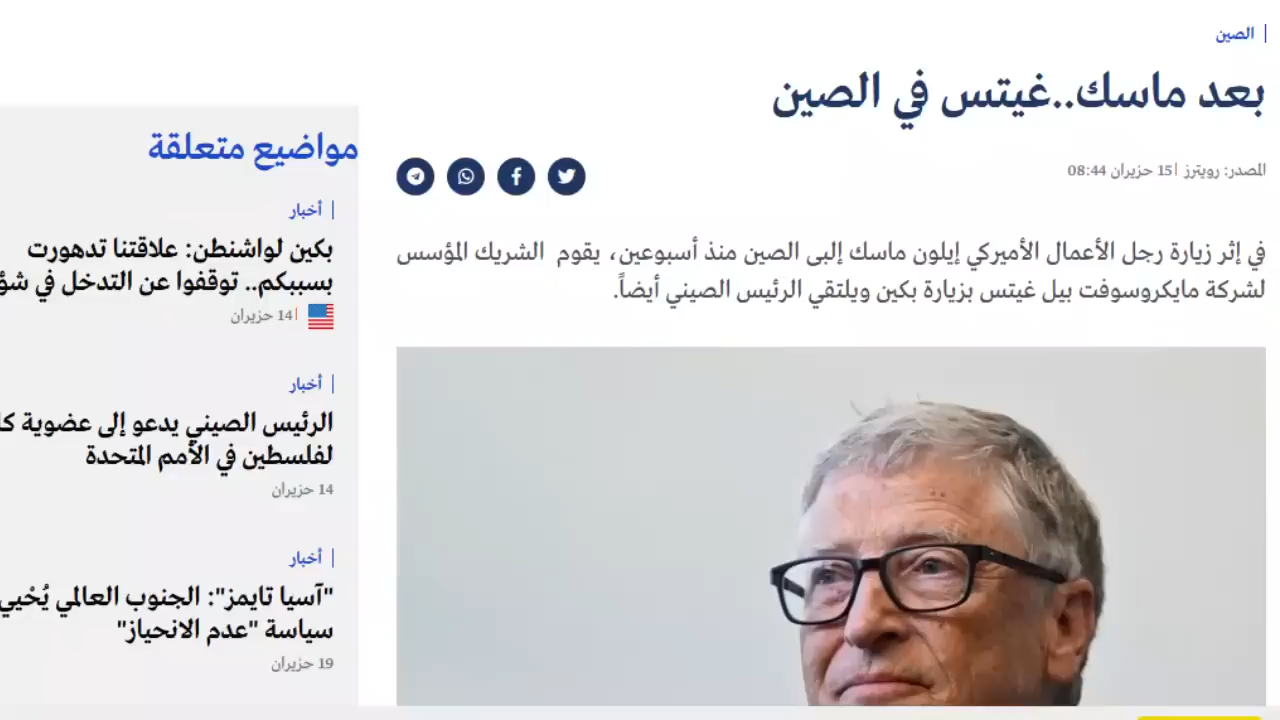 الصين
بعد ماسك..غيتس في الصين
المصدر: رويترز
15 حزيران 08:44
في إثر زيارة رجل الأعمال الأميركي إيلون ماسك إلبى الصين منذ أسبوعين، يقوم الشريك المؤسس
لشركة مايكروسوفت بيل غيتس بزيارة بكين ويلتقي الرئيس الصيني أيضاً.
مواضيع متعلقة
أخبار
بكين لواشنطن: علاقتنا تدهورت
بسببكم.. توقفوا عن التدخل في
14 حزيران
أخبار
الرئيس الصيني يدعو إلى عضوية
لفلسطين في الأمم المتحدة
14 حزيران
أخبار
"آسيا تايمز": الجنوب العالمي يُحْيي
سياسة "عدم الانحياز"
19 حزيران